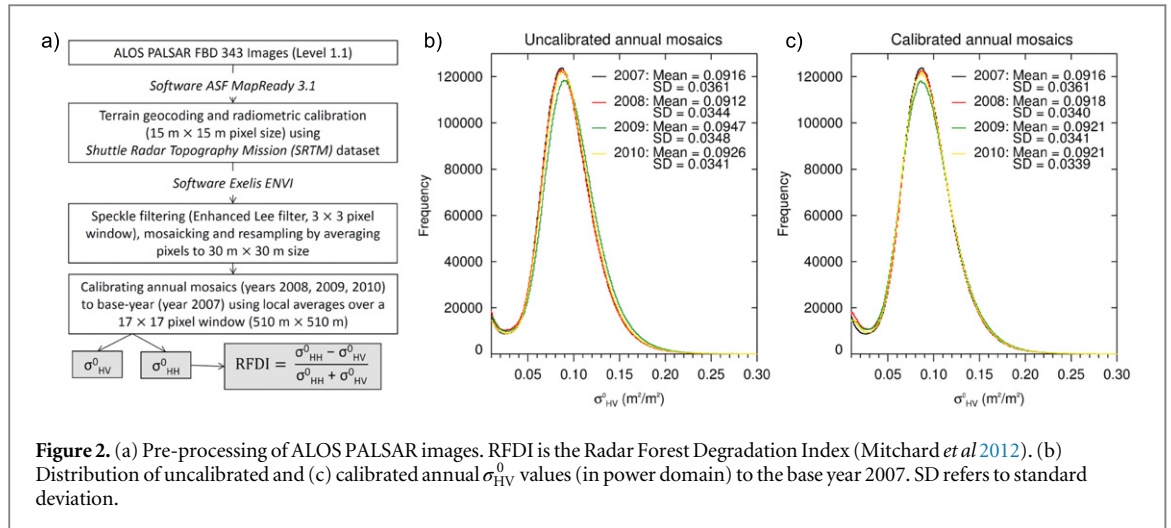 a)
ALOS PALSAR FBD 343 Images (Level 1.1)
Software ASF MapReady 3.1
Terrain geocoding and radiometric calibration
(15 m × 15 m pixel size) using
Shuttle Radar Topography Mission (SRTM) dataset
Software Exelis ENVI
Speckle filtering (Enhanced Lee filter, 3 × 3 pixel
window), mosaicking and resampling by averaging
pixels to 30 m × 30 m size
Calibrating annual mosaics (years 2008, 2009, 2010)
to base-year (year 2007) using local averages over a
17 × 17 pixel window (510 m × 510 m)
σ⁰HV
σ⁰HH
RFDI = (σ⁰HH − σ⁰HV) / (σ⁰HH + σ⁰HV)
b)
Uncalibrated annual mosaics
2007: Mean = 0.0916
SD = 0.0361
2008: Mean = 0.0912
SD = 0.0344
2009: Mean = 0.0947
SD = 0.0348
2010: Mean = 0.0926
SD = 0.0341
Frequency
120000
100000
80000
60000
40000
20000
0
0.05 0.10 0.15 0.20 0.30
σ⁰HV (m²/m²)
c)
Calibrated annual mosaics
2007: Mean = 0.0916
SD = 0.0361
2008: Mean = 0.0918
SD = 0.0340
2009: Mean = 0.0921
SD = 0.0341
2010: Mean = 0.0921
SD = 0.0339
Frequency
120000
100000
80000
60000
40000
20000
0
0.05 0.10 0.15 0.20 0.30
σ⁰HV (m²/m²)
Figure 2. (a) Pre-processing of ALOS PALSAR images. RFDI is the Radar Forest Degradation Index (Mitchard et al 2012). (b)
Distribution of uncalibrated and (c) calibrated annual σ⁰HV values (in power domain) to the base year 2007. SD refers to standard
deviation.